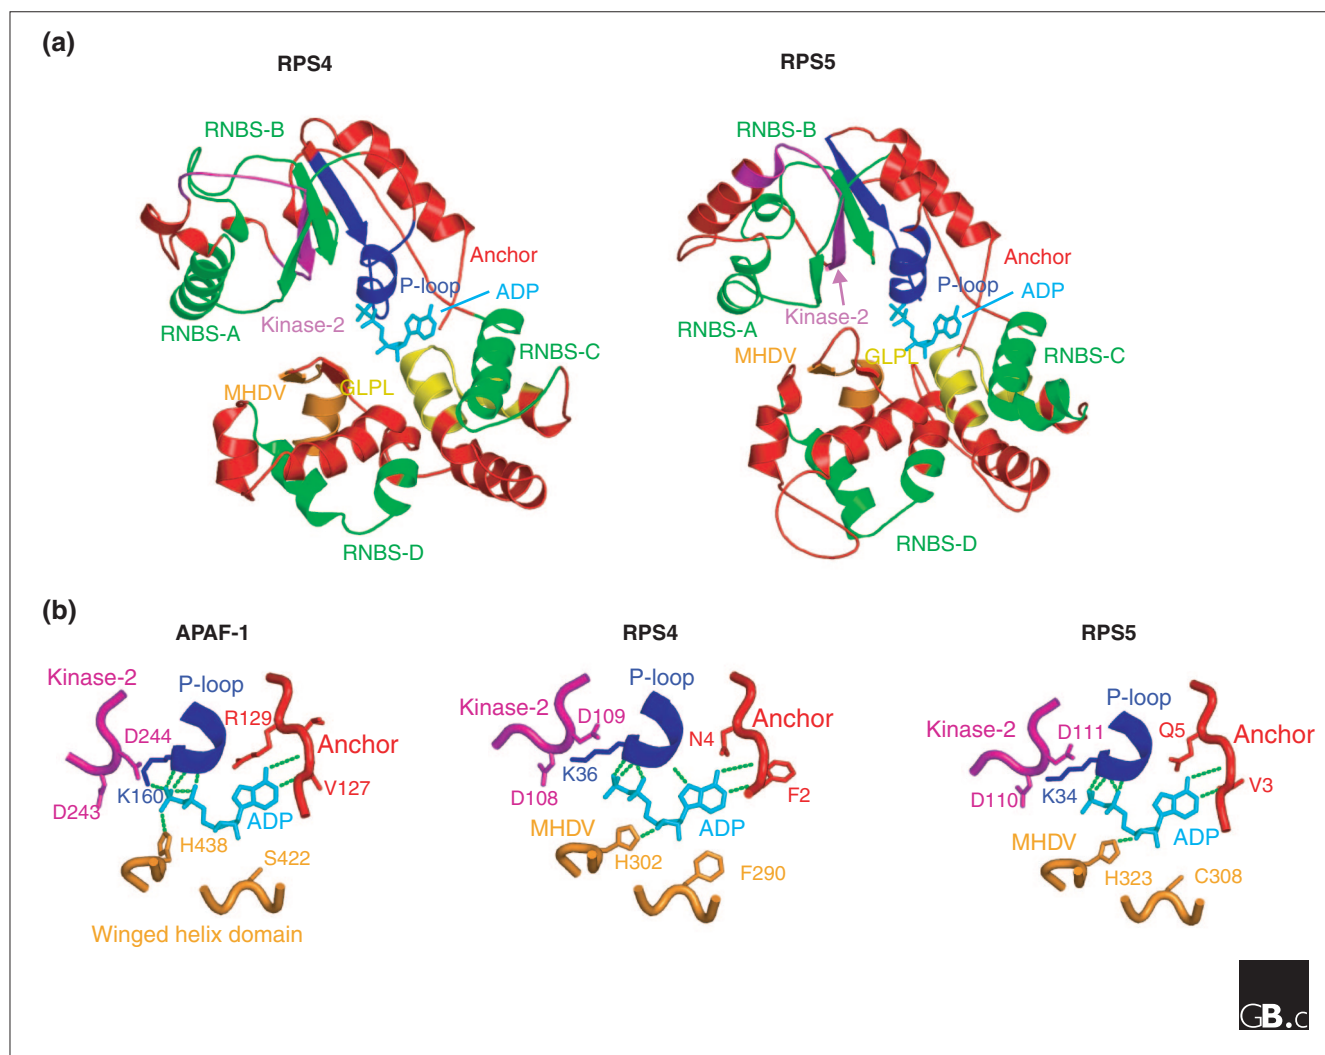 (a)
RPS4
RPS5
RNBS-B
Anchor
P-loop
ADP
Kinase-2
RNBS-A
RNBS-C
MHDV
GLPL
RNBS-D
RNBS-B
Anchor
P-loop
ADP
Kinase-2
RNBS-A
RNBS-C
MHDV
GLPL
RNBS-D
(b)
APAF-1
RPS4
RPS5
Kinase-2
P-loop
R129
D244
Anchor
K160
V127
D243
ADP
H438
S422
Winged helix domain
P-loop
Kinase-2
D109
Anchor
N4
K36
D108
F2
MHDV
ADP
H302
F290
P-loop
Kinase-2
D111
Q5
Anchor
K34
V3
D110
MHDV
ADP
H323
C308
GB.c